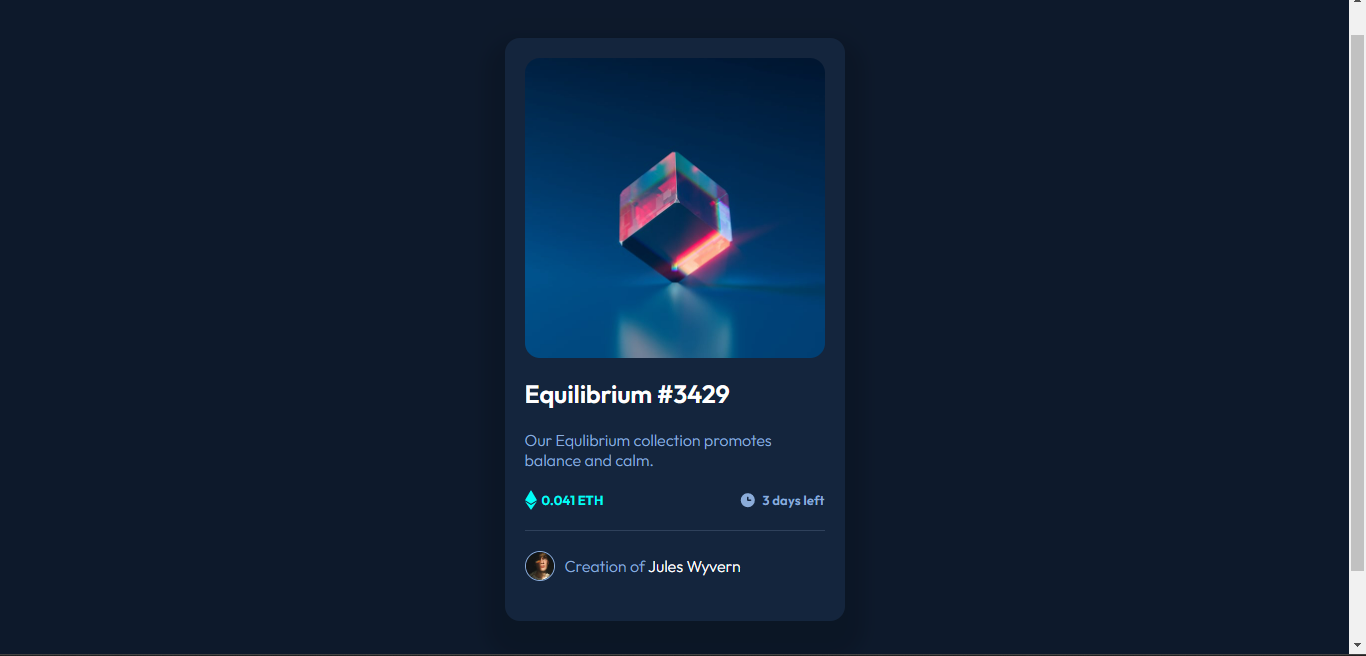 Equilibrium #3429
Our Equlibrium collection promotes
balance and calm.
0.041 ETH
3 days left
Creation of Jules Wyvern